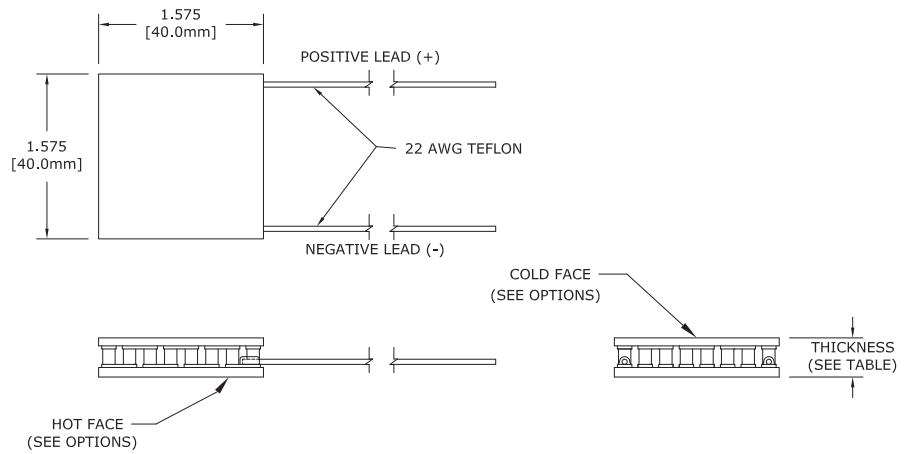 1.575
[40.0mm]
POSITIVE LEAD (+)
1.575
[40.0mm]
22 AWG TEFLON
NEGATIVE LEAD (-)
COLD FACE
(SEE OPTIONS)
THICKNESS
(SEE TABLE)
HOT FACE
(SEE OPTIONS)